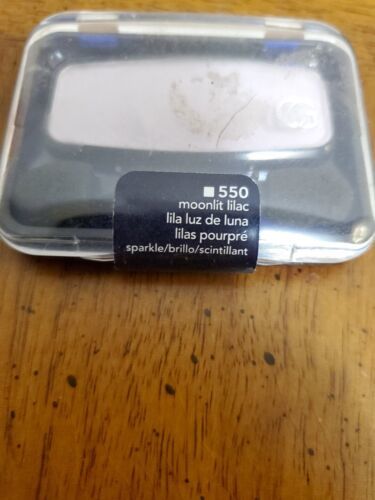 ■ 550
moonlit lilac
lila luz de luna
lilas pourpré
sparkle/brillo/scintillant